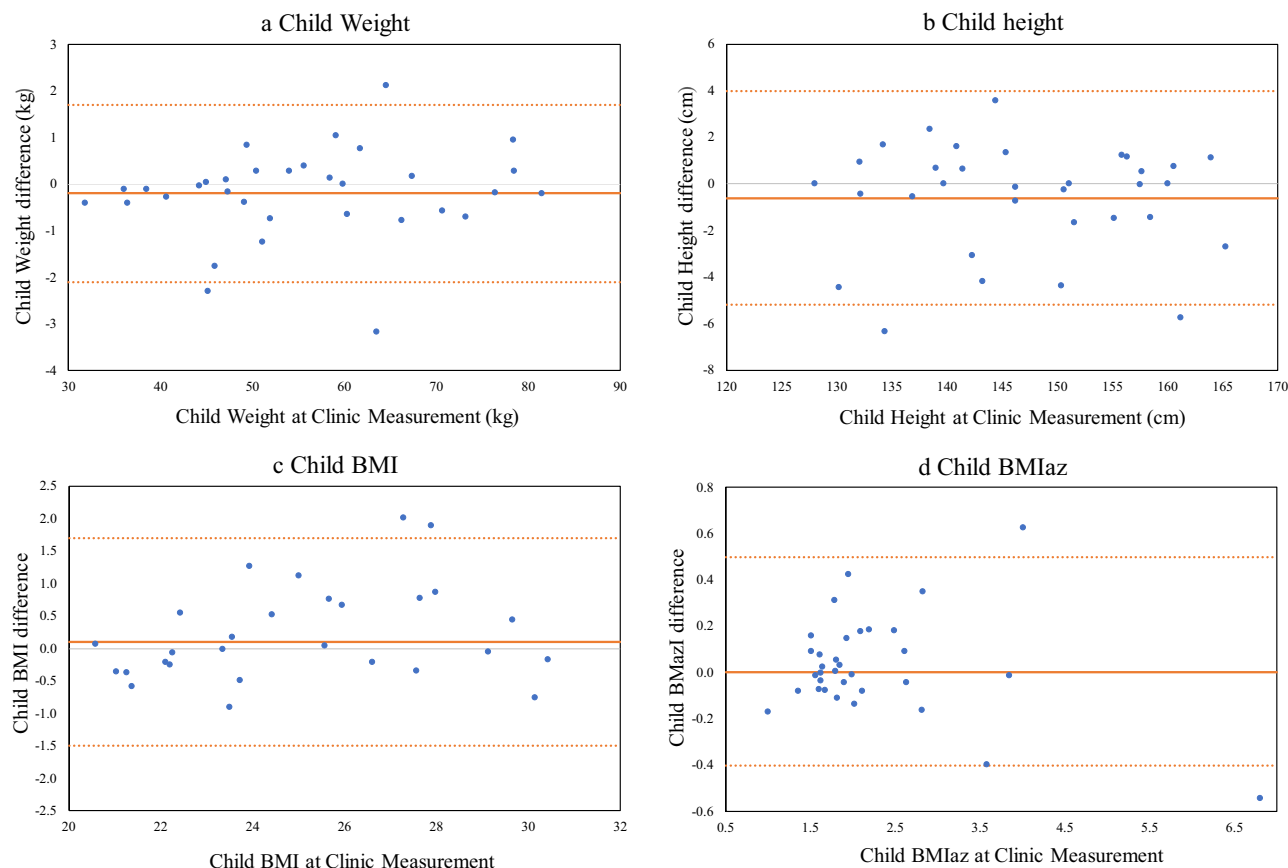 a Child Weight
3
2
1
0
-1
-2
-3
-4
Child Weight difference (kg)
30 40 50 60 70 80 90
Child Weight at Clinic Measurement (kg)
b Child height
6
4
2
0
-2
-4
-6
-8
Child Height difference (cm)
120 125 130 135 140 145 150 155 160 165 170
Child Height at Clinic Measurement (cm)
c Child BMI
2.5
2.0
1.5
1.0
0.5
0.0
-0.5
-1.0
-1.5
-2.0
-2.5
Child BMI difference
20 22 24 26 28 30 32
Child BMI at Clinic Measurement
d Child BMIaz
0.8
0.6
0.4
0.2
0.0
-0.2
-0.4
-0.6
Child BMazI difference
0.5 1.5 2.5 3.5 4.5 5.5 6.5
Child BMIaz at Clinic Measurement